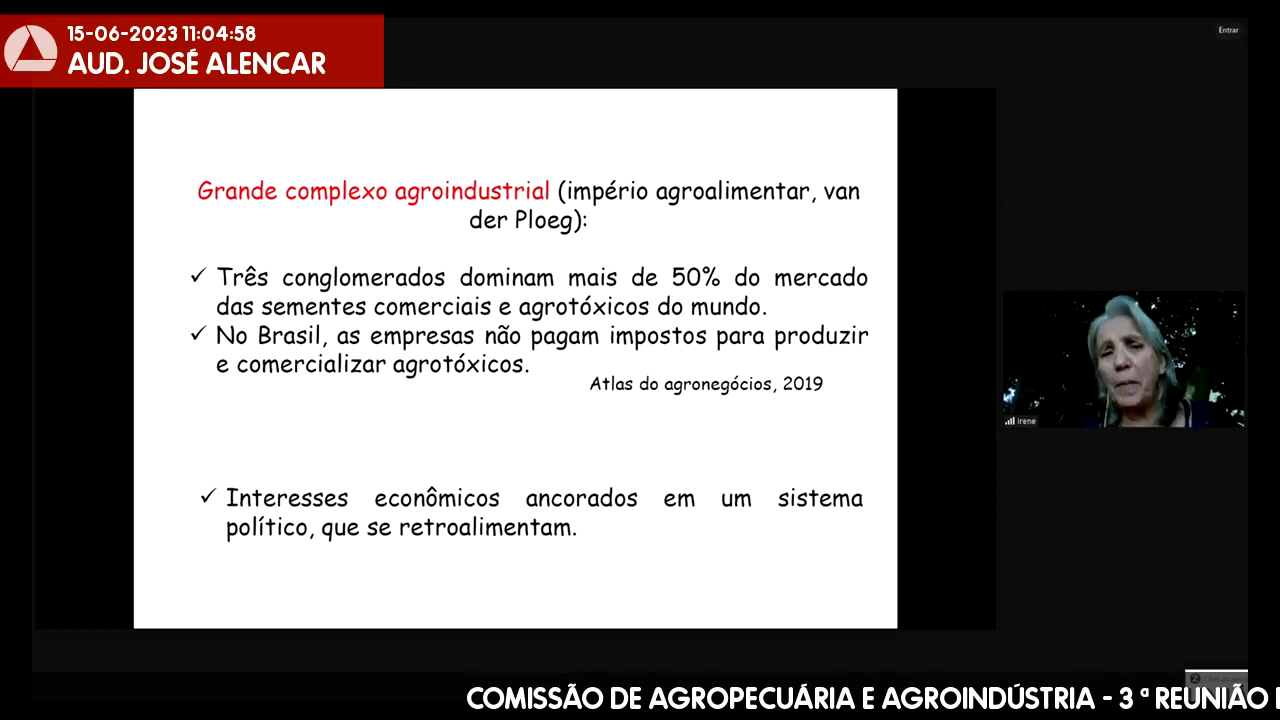 15-06-2023 11:04:58
AUD. JOSÉ ALENCAR
Entrar
Grande complexo agroindustrial (império agroalimentar, van
der Ploeg):
✓ Três conglomerados dominam mais de 50% do mercado
das sementes comerciais e agrotóxicos do mundo.
✓ No Brasil, as empresas não pagam impostos para produzir
e comercializar agrotóxicos.
Atlas do agronegócios, 2019
✓ Interesses econômicos ancorados em um sistema
político, que se retroalimentam.
Irene
COMISSÃO DE AGROPECUÁRIA E AGROINDÚSTRIA - 3 ª REUNIÃO